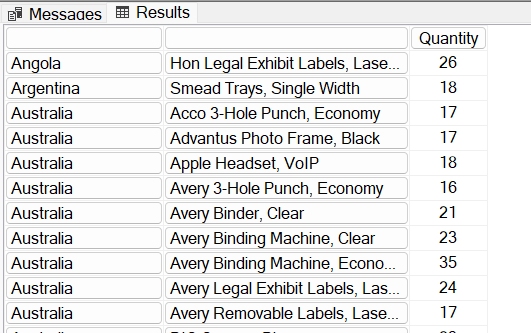 Messages Results
Quantity
Angola Hon Legal Exhibit Labels, Lase... 26
Argentina Smead Trays, Single Width 18
Australia Acco 3-Hole Punch, Economy 17
Australia Advantus Photo Frame, Black 17
Australia Apple Headset, VoIP 18
Australia Avery 3-Hole Punch, Economy 16
Australia Avery Binder, Clear 21
Australia Avery Binding Machine, Clear 23
Australia Avery Binding Machine, Econo... 35
Australia Avery Legal Exhibit Labels, Las... 24
Australia Avery Removable Labels, Lase... 17